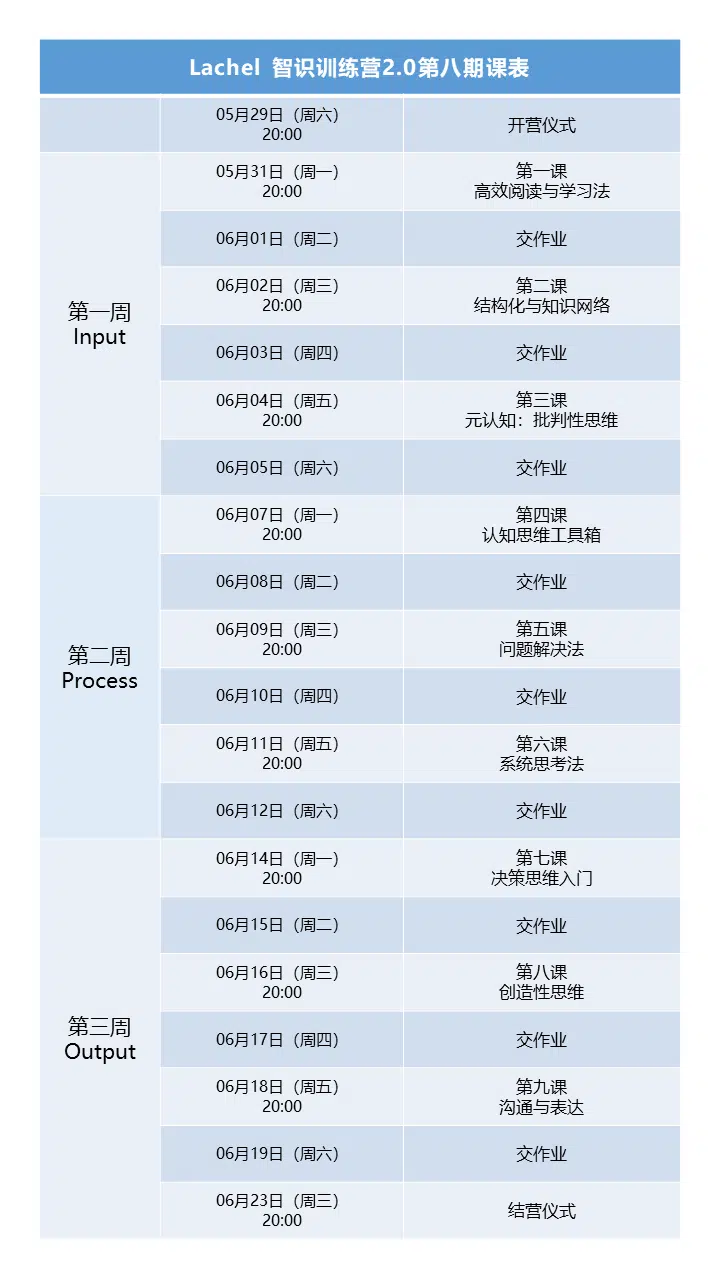 Lachel 智识训练营2.0第八期课表
05月29日（周六）
20:00
开营仪式
第一周
Input
05月31日（周一）
20:00
第一课
高效阅读与学习法
06月01日（周二）
交作业
06月02日（周三）
20:00
第二课
结构化与知识网络
06月03日（周四）
交作业
06月04日（周五）
20:00
第三课
元认知：批判性思维
06月05日（周六）
交作业
第二周
Process
06月07日（周一）
20:00
第四课
认知思维工具箱
06月08日（周二）
交作业
06月09日（周三）
20:00
第五课
问题解决法
06月10日（周四）
交作业
06月11日（周五）
20:00
第六课
系统思考法
06月12日（周六）
交作业
第三周
Output
06月14日（周一）
20:00
第七课
决策思维入门
06月15日（周二）
交作业
06月16日（周三）
20:00
第八课
创造性思维
06月17日（周四）
交作业
06月18日（周五）
20:00
第九课
沟通与表达
06月19日（周六）
交作业
06月23日（周三）
20:00
结营仪式